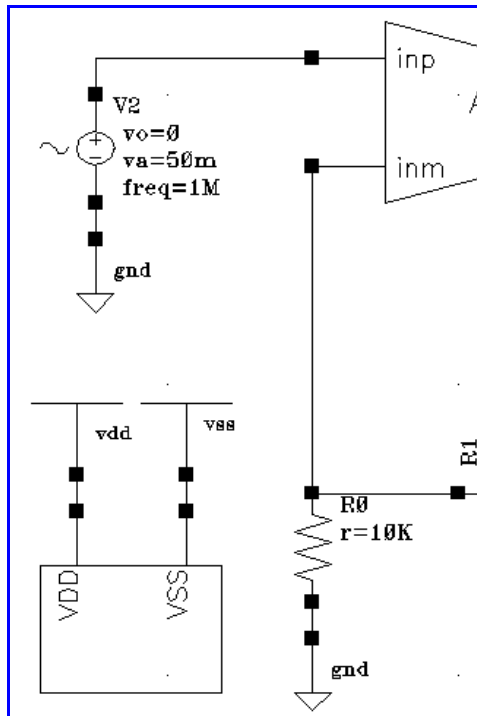 inp
V2
vo=0
va=50m
freq=1M
inm
gnd
vdd
vss
R1
R0
r=10K
VDD
VSS
gnd